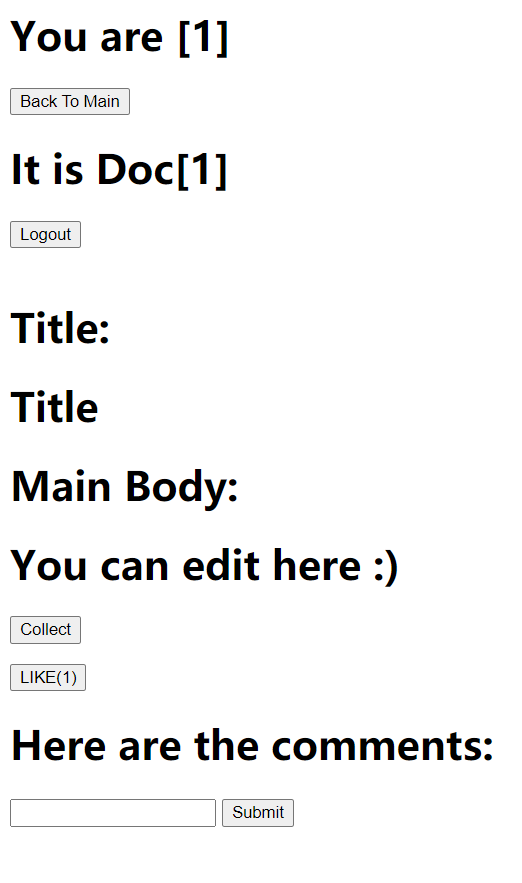 You are [1]
Back To Main
It is Doc[1]
Logout
Title:
Title
Main Body:
You can edit here :)
Collect
LIKE(1)
Here are the comments:
Submit